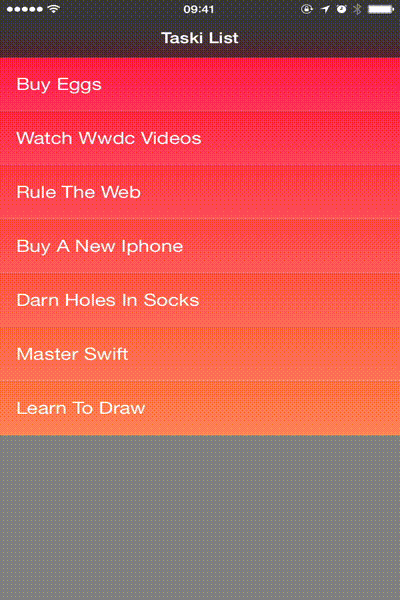 09:41
Taski List
Buy Eggs
Watch Wwdc Videos
Rule The Web
Buy A New Iphone
Darn Holes In Socks
Master Swift
Learn To Draw